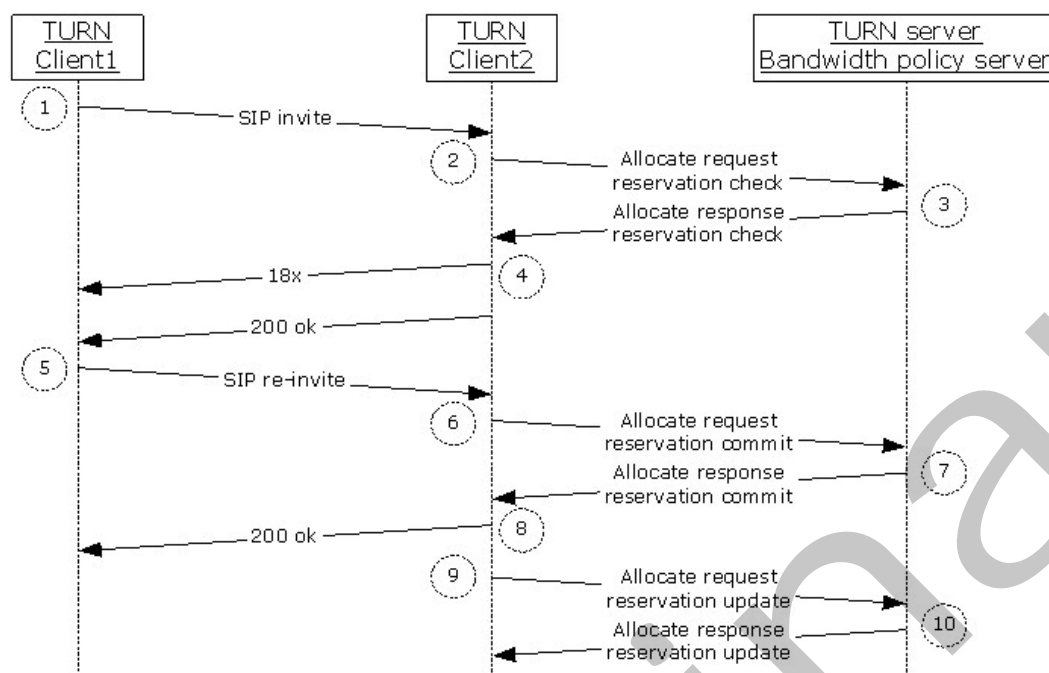 TURN
Client1
TURN
Client2
TURN server
Bandwidth policy server
1
SIP invite
2
Allocate request
reservation check
3
Allocate response
reservation check
4
18x
200 ok
5
SIP re-invite
6
Allocate request
reservation commit
7
Allocate response
reservation commit
8
200 ok
9
Allocate request
reservation update
10
Allocate response
reservation update